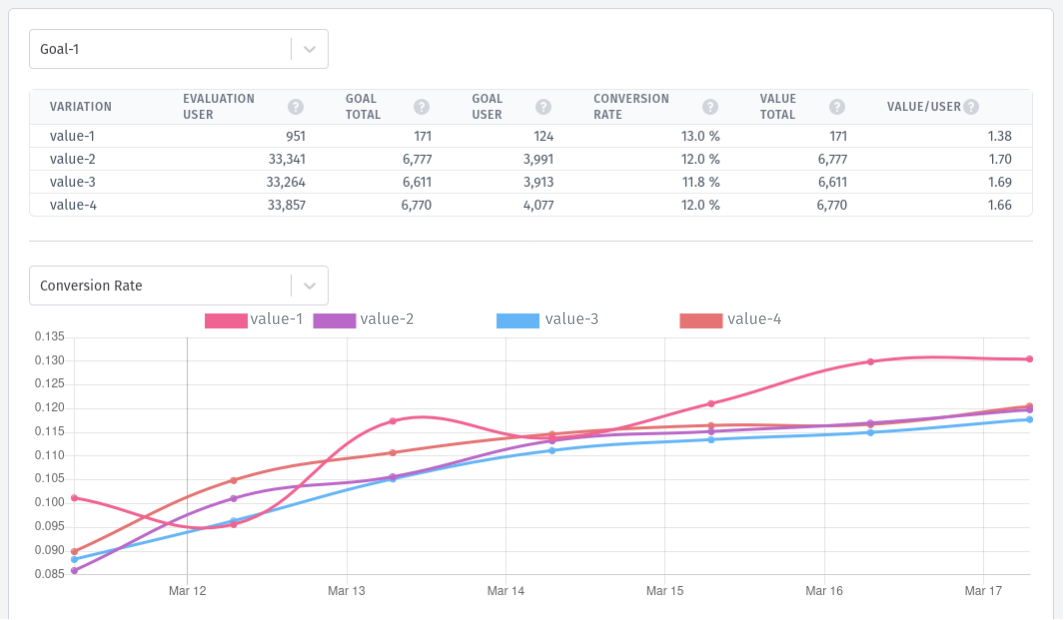 Goal-1
VARIATION EVALUATION USER ? GOAL TOTAL ? GOAL USER ? CONVERSION RATE ? VALUE TOTAL ? VALUE/USER ?
value-1 951 171 124 13.0 % 171 1.38
value-2 33,341 6,777 3,991 12.0 % 6,777 1.70
value-3 33,264 6,611 3,913 11.8 % 6,611 1.69
value-4 33,857 6,770 4,077 12.0 % 6,770 1.66
Conversion Rate
value-1 value-2 value-3 value-4
0.135
0.130
0.125
0.120
0.115
0.110
0.105
0.100
0.095
0.090
0.085
Mar 12 Mar 13 Mar 14 Mar 15 Mar 16 Mar 17